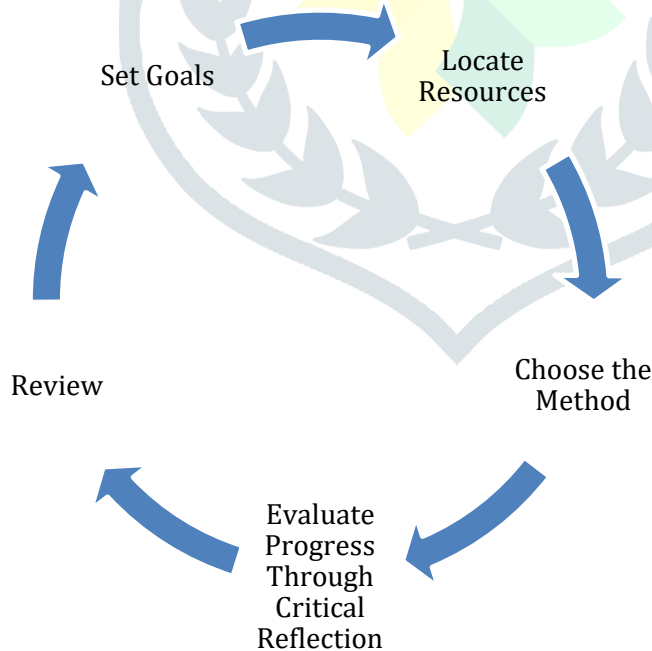 Set Goals
Locate
Resources
Choose the
Method
Evaluate
Progress
Through
Critical
Reflection
Review